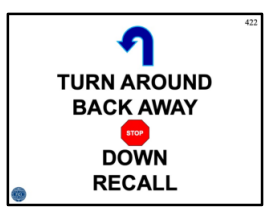 422
TURN AROUND
BACK AWAY
STOP
DOWN
RECALL